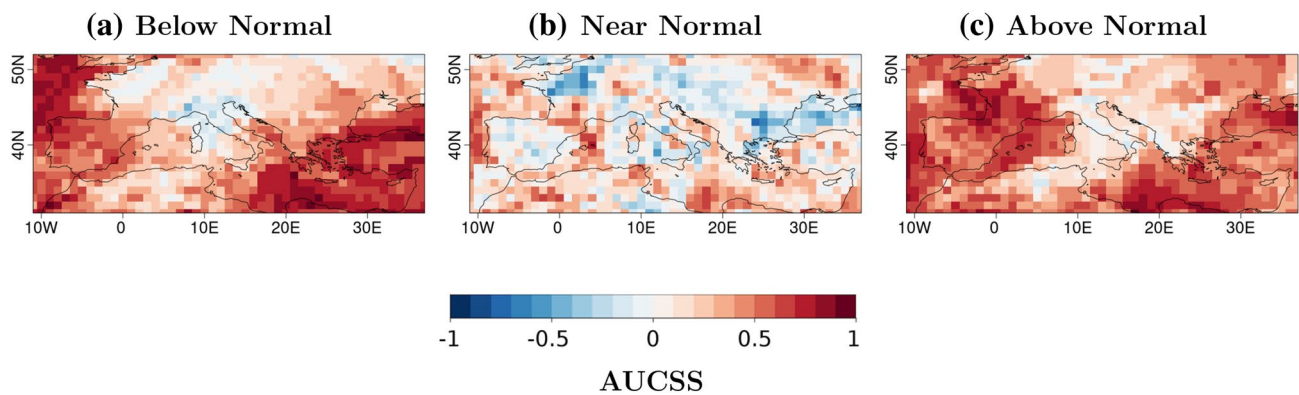 (a) Below Normal (b) Near Normal (c) Above Normal
50N 50N 50N
40N 40N 40N
10W 0 10E 20E 30E 10W 0 10E 20E 30E 10W 0 10E 20E 30E
-1 -0.5 0 0.5 1
AUCSS